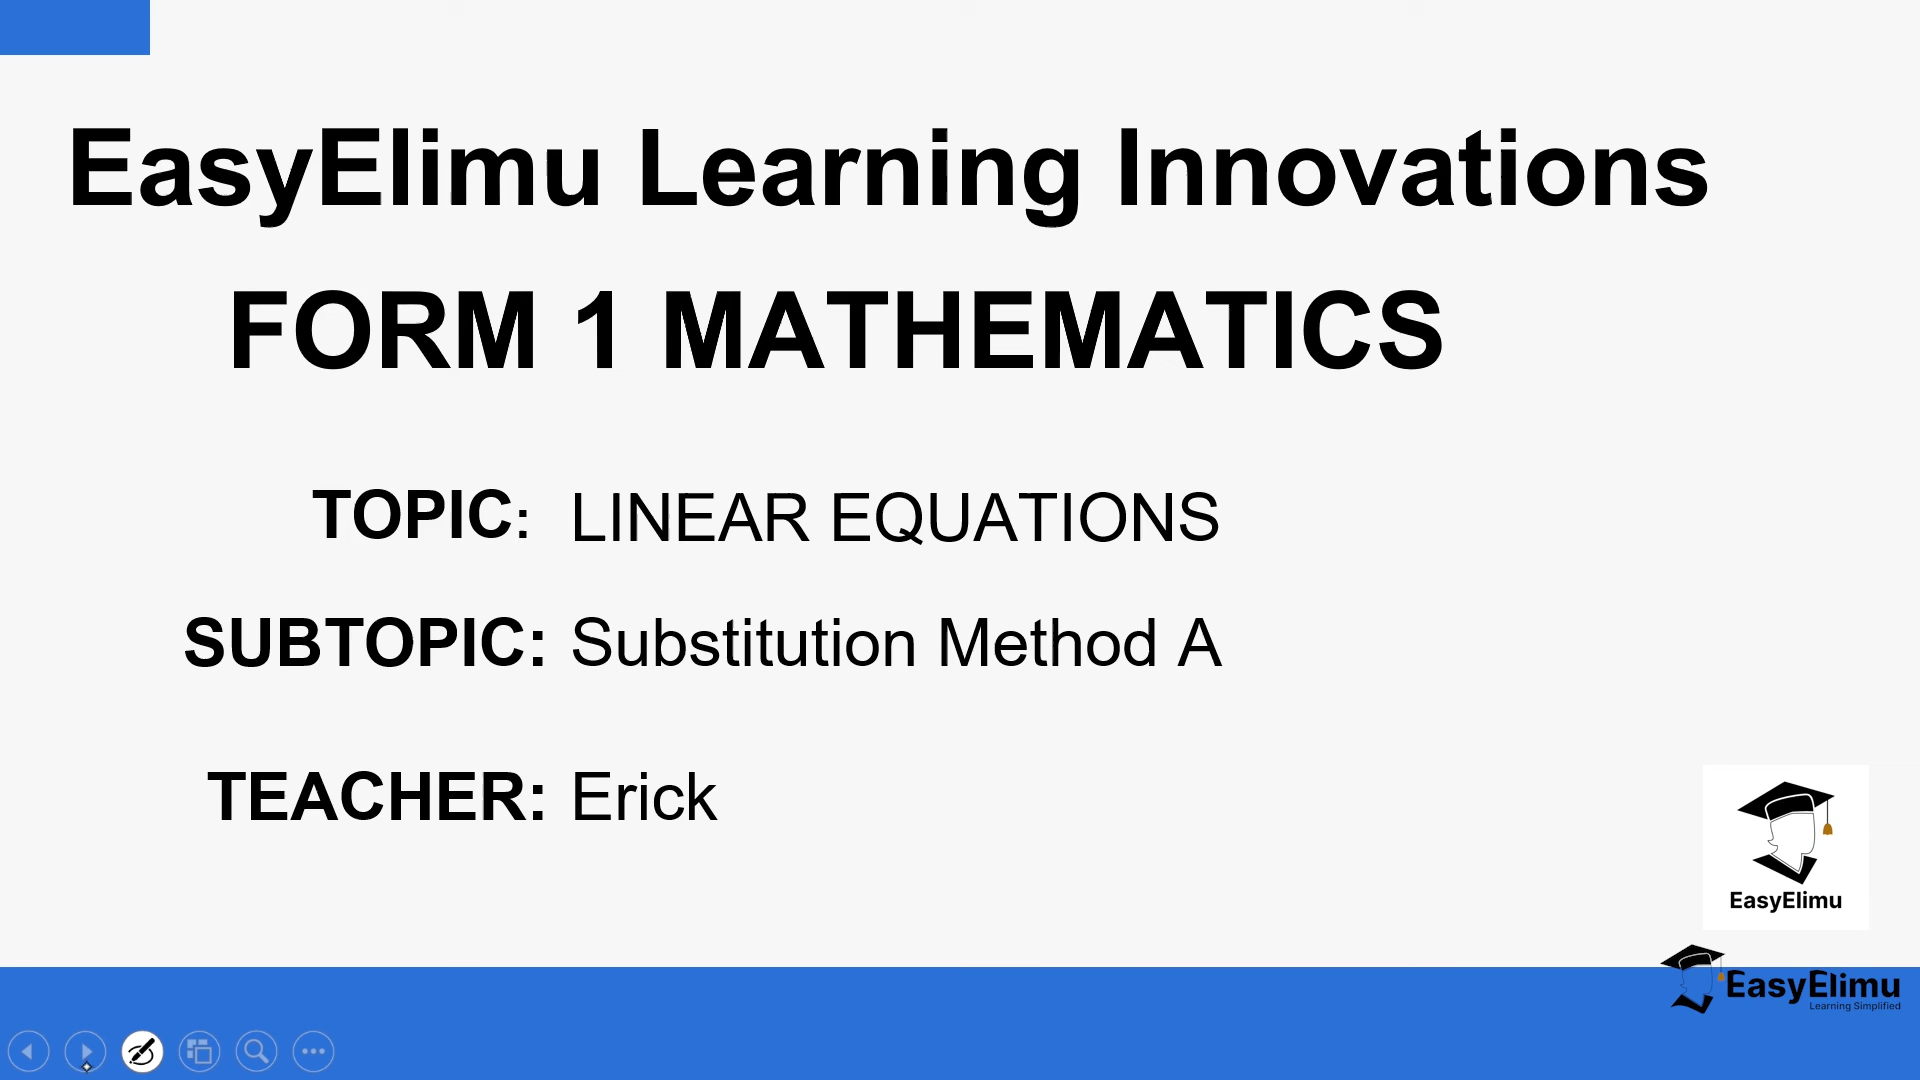 EasyElimu Learning Innovations
FORM 1 MATHEMATICS
TOPIC: LINEAR EQUATIONS
SUBTOPIC: Substitution Method A
TEACHER: Erick
EasyElimu
EasyElimu
Learning Simplified